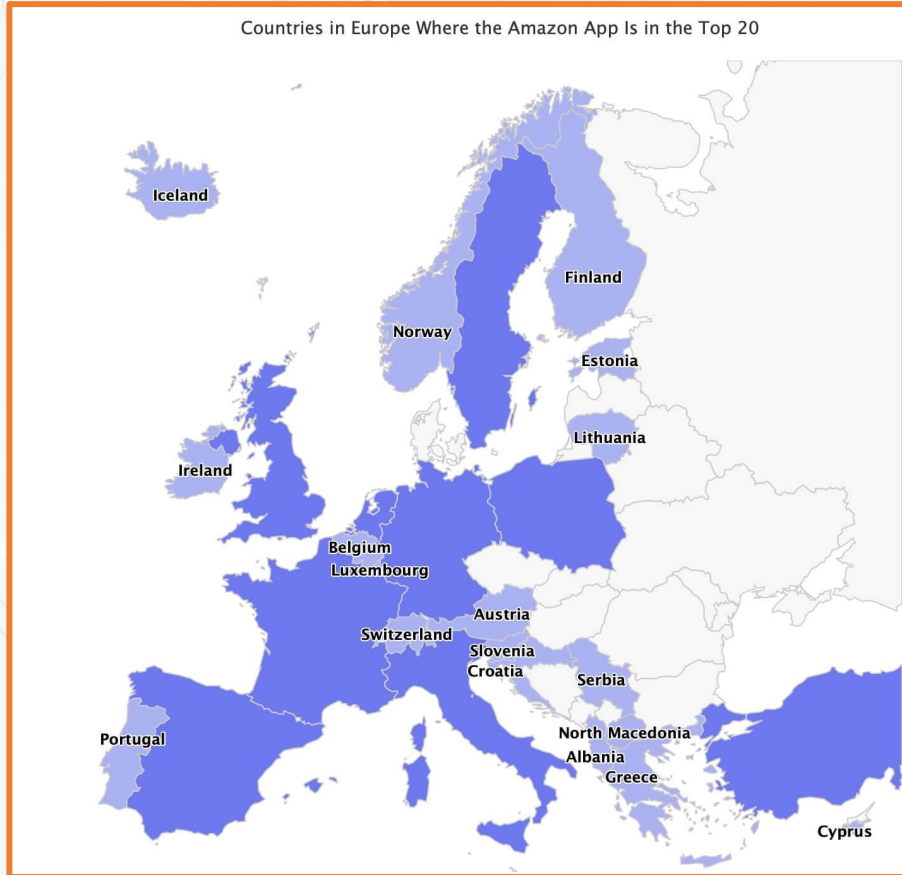 Countries in Europe Where the Amazon App Is in the Top 20
Iceland
Finland
Norway
Estonia
Lithuania
Ireland
Belgium
Luxembourg
Austria
Switzerland
Slovenia
Croatia
Serbia
Portugal
North Macedonia
Albania
Greece
Cyprus